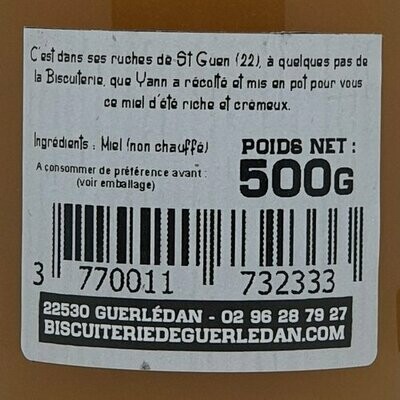 C'est dans ses ruches de St Guen (22), à quelques pas de
la Biscuiterie, que Yann a récolté et mis en pot pour vous
ce miel d'été riche et crémeux.
Ingrédients : Miel (non chauffé)
A consommer de préférence avant :
(voir emballage)
POIDS NET :
500G
3 770011 732333
22530 GUERLÉDAN - 02 96 28 79 27
BISCUITERIEDEGUERLEDAN.COM